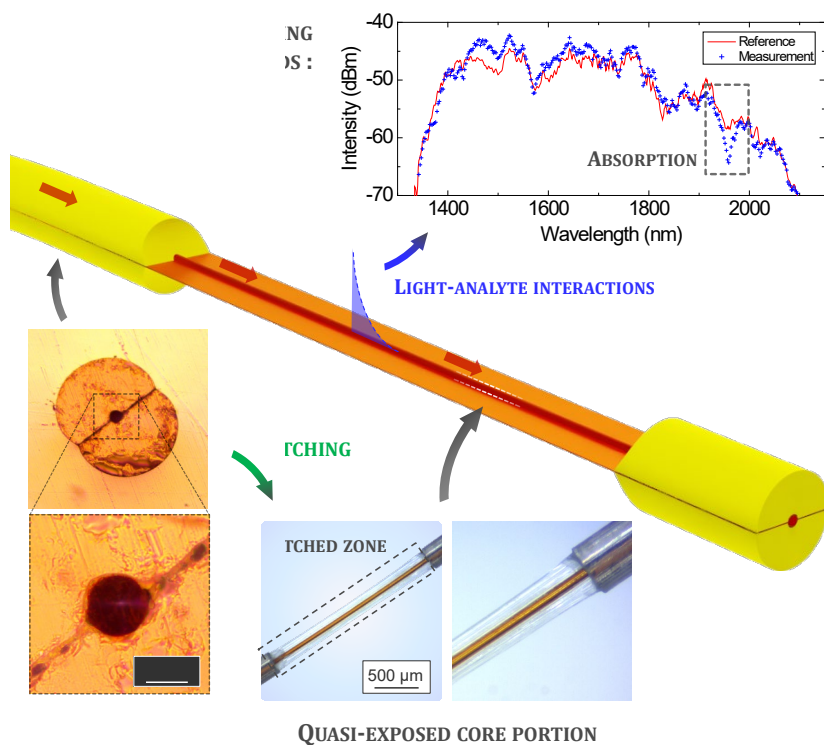 -40
NG
Reference
Measurement
)S :
-50
Intensity (dBm)
-60
ABSORPTION
-70
1400 1600 1800 2000
Wavelength (nm)
LIGHT-ANALYTE INTERACTIONS
TCHING
TCHED ZONE
500 µm
QUASI-EXPOSED CORE PORTION